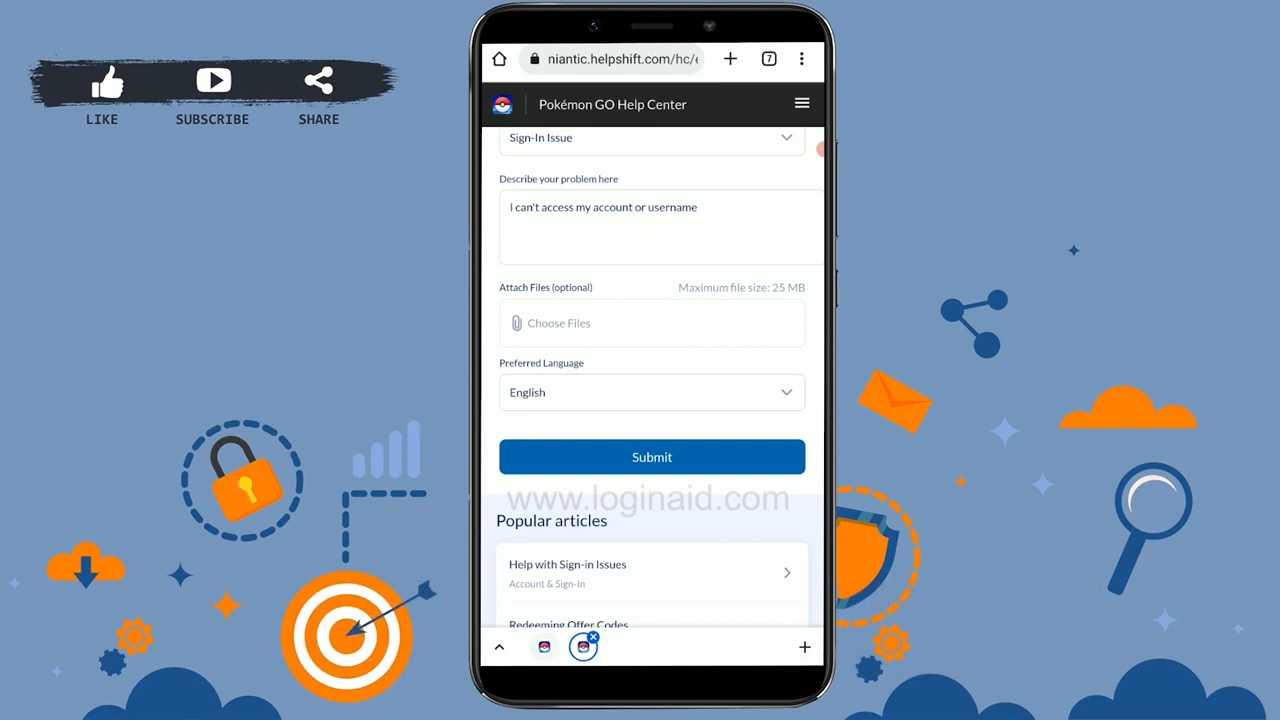 LIKE
SUBSCRIBE
SHARE
niantic.helpshift.com/hc/e
7
Pokémon GO Help Center
Sign-In Issue
Describe your problem here
I can't access my account or username
Attach Files (optional)
Maximum file size: 25 MB
Choose Files
Preferred Language
English
Submit
www.loginaid.com
Popular articles
Help with Sign-in Issues
Account & Sign-In
Redeeming Offer Codes